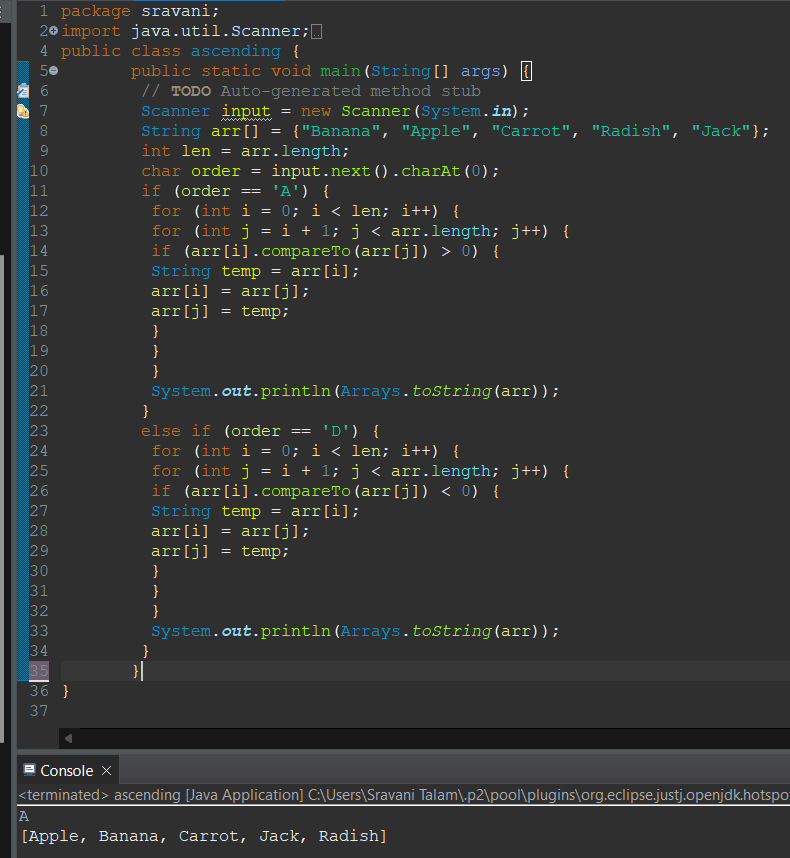 1 package sravani;
2 import java.util.Scanner;
4 public class ascending {
5 public static void main(String[] args) {
6 // TODO Auto-generated method stub
7 Scanner input = new Scanner(System.in);
8 String arr[] = {"Banana", "Apple", "Carrot", "Radish", "Jack"};
9 int len = arr.length;
10 char order = input.next().charAt(0);
11 if (order == 'A') {
12 for (int i = 0; i < len; i++) {
13 for (int j = i + 1; j < arr.length; j++) {
14 if (arr[i].compareTo(arr[j]) > 0) {
15 String temp = arr[i];
16 arr[i] = arr[j];
17 arr[j] = temp;
18 }
19 }
20 }
21 System.out.println(Arrays.toString(arr));
22 }
23 else if (order == 'D') {
24 for (int i = 0; i < len; i++) {
25 for (int j = i + 1; j < arr.length; j++) {
26 if (arr[i].compareTo(arr[j]) < 0) {
27 String temp = arr[i];
28 arr[i] = arr[j];
29 arr[j] = temp;
30 }
31 }
32 }
33 System.out.println(Arrays.toString(arr));
34 }
35 }
36 }
37
Console
<terminated> ascending [Java Application] C:\Users\Sravani Talam\.p2\pool\plugins\org.eclipse.justj.openjdk.hotspo
A
[Apple, Banana, Carrot, Jack, Radish]